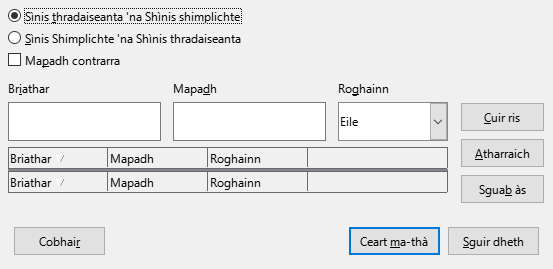 Sìnis thradaiseanta 'na Shìnis shimplichte
Sìnis Shimplichte 'na Shìnis thradaiseanta
Mapadh contrarra
Briathar Mapadh Roghainn
Eile Cuir ris
Briathar / Mapadh Roghainn Atharraich
Briathar / Mapadh Roghainn Sguab às
Cobhair Ceart ma-thà Sguir dheth